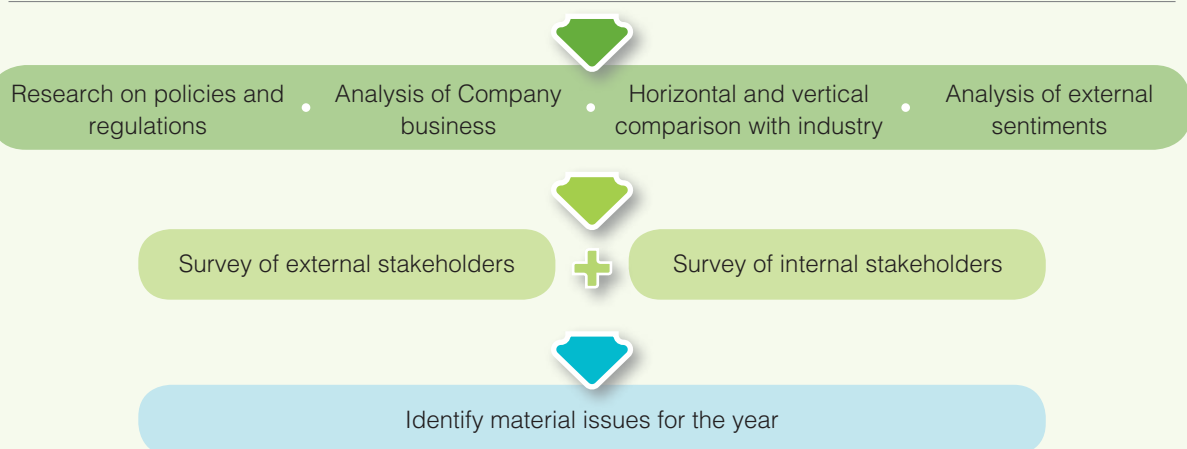 Research on policies and
regulations
Analysis of Company
business
Horizontal and vertical
comparison with industry
Analysis of external
sentiments
Survey of external stakeholders
Survey of internal stakeholders
Identify material issues for the year